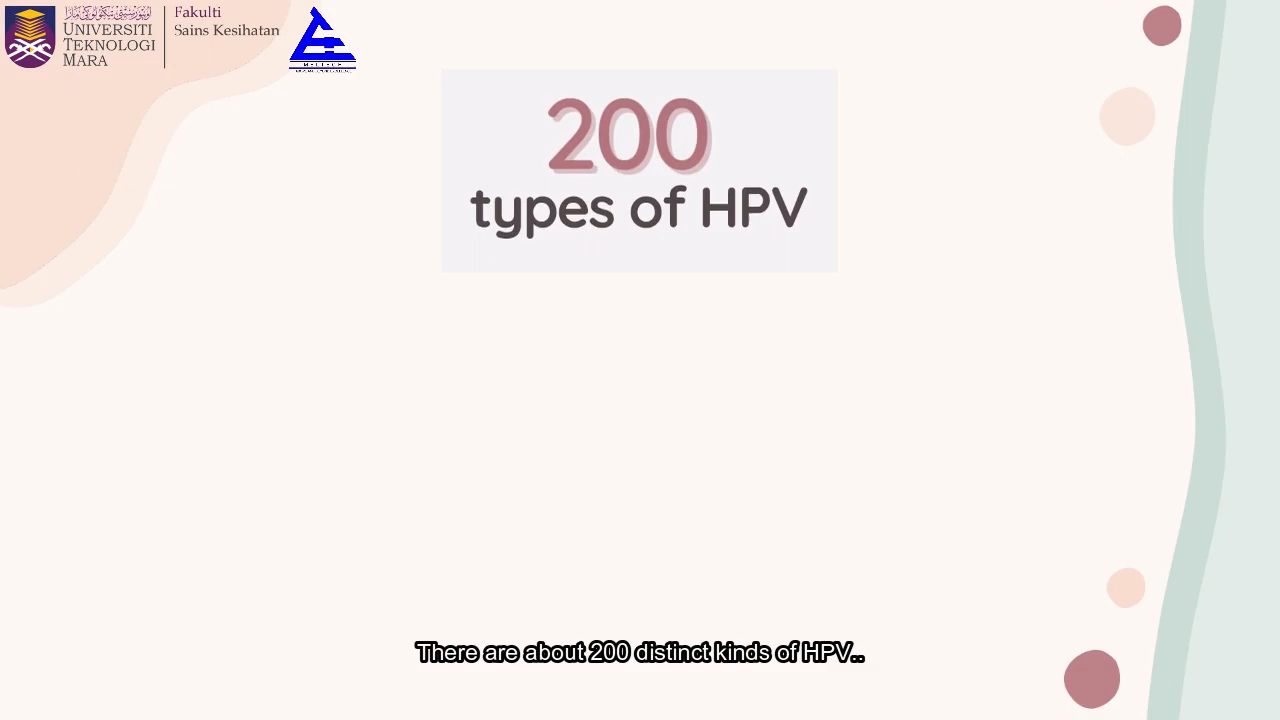 UNIVERSITI
TEKNOLOGI
MARA
Fakulti
Sains Kesihatan
200
types of HPV
There are about 200 distinct kinds of HPV..